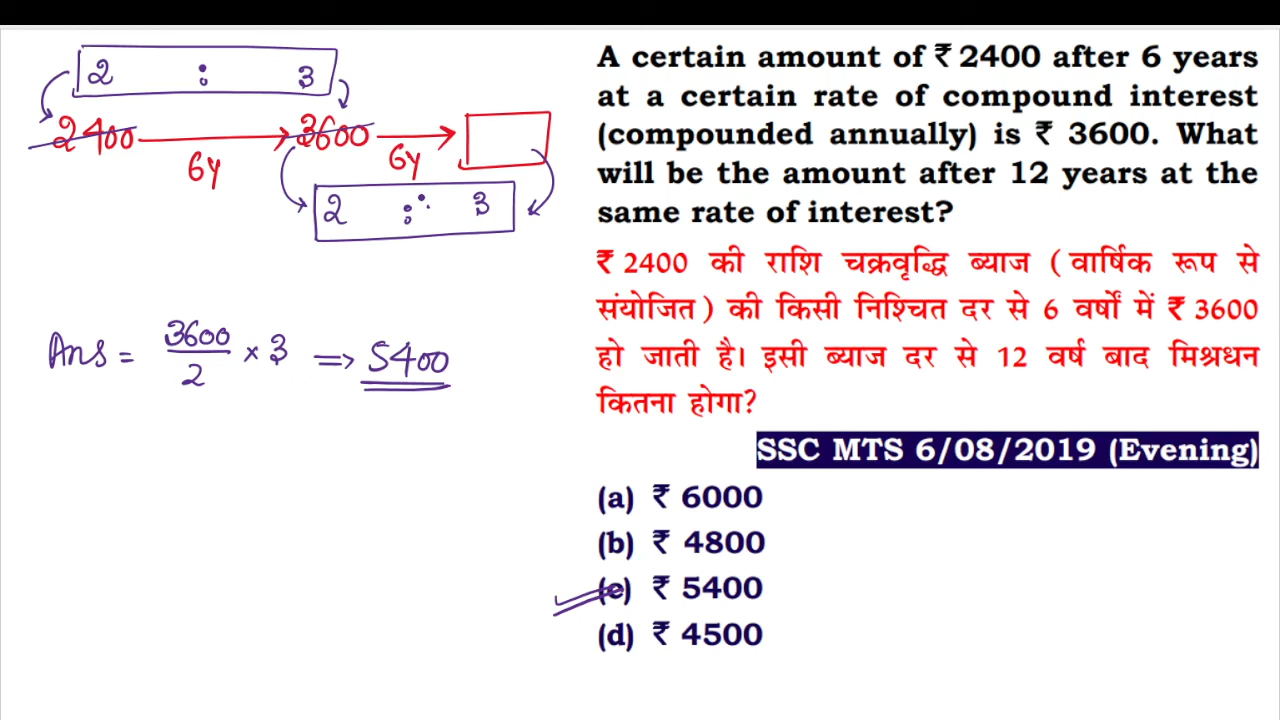 2 : 3
2400 3600
6y 6y
2 : 3
Ans = 3600/2 × 3 => 5400
A certain amount of ₹ 2400 after 6 years
at a certain rate of compound interest
(compounded annually) is ₹ 3600. What
will be the amount after 12 years at the
same rate of interest?
₹ 2400 की राशि चक्रवृद्धि ब्याज (वार्षिक रूप से
संयोजित) की किसी निश्चित दर से 6 वर्षों में ₹ 3600
हो जाती है। इसी ब्याज दर से 12 वर्ष बाद मिश्रधन
कितना होगा?
SSC MTS 6/08/2019 (Evening)
(a) ₹ 6000
(b) ₹ 4800
(c) ₹ 5400
(d) ₹ 4500